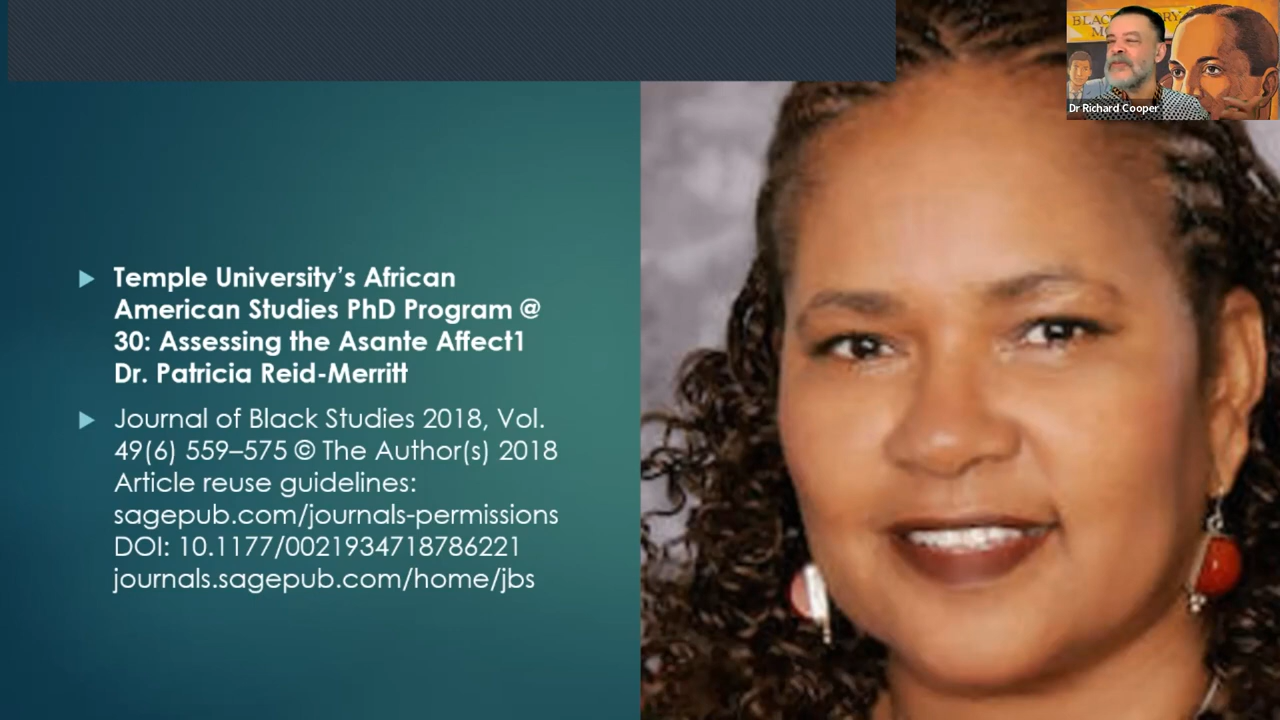 BLAC
RY
Dr Richard Cooper
Temple University's African
American Studies PhD Program @
30: Assessing the Asante Affect1
Dr. Patricia Reid-Merritt
Journal of Black Studies 2018, Vol.
49(6) 559–575 © The Author(s) 2018
Article reuse guidelines:
sagepub.com/journals-permissions
DOI: 10.1177/0021934718786221
journals.sagepub.com/home/jbs